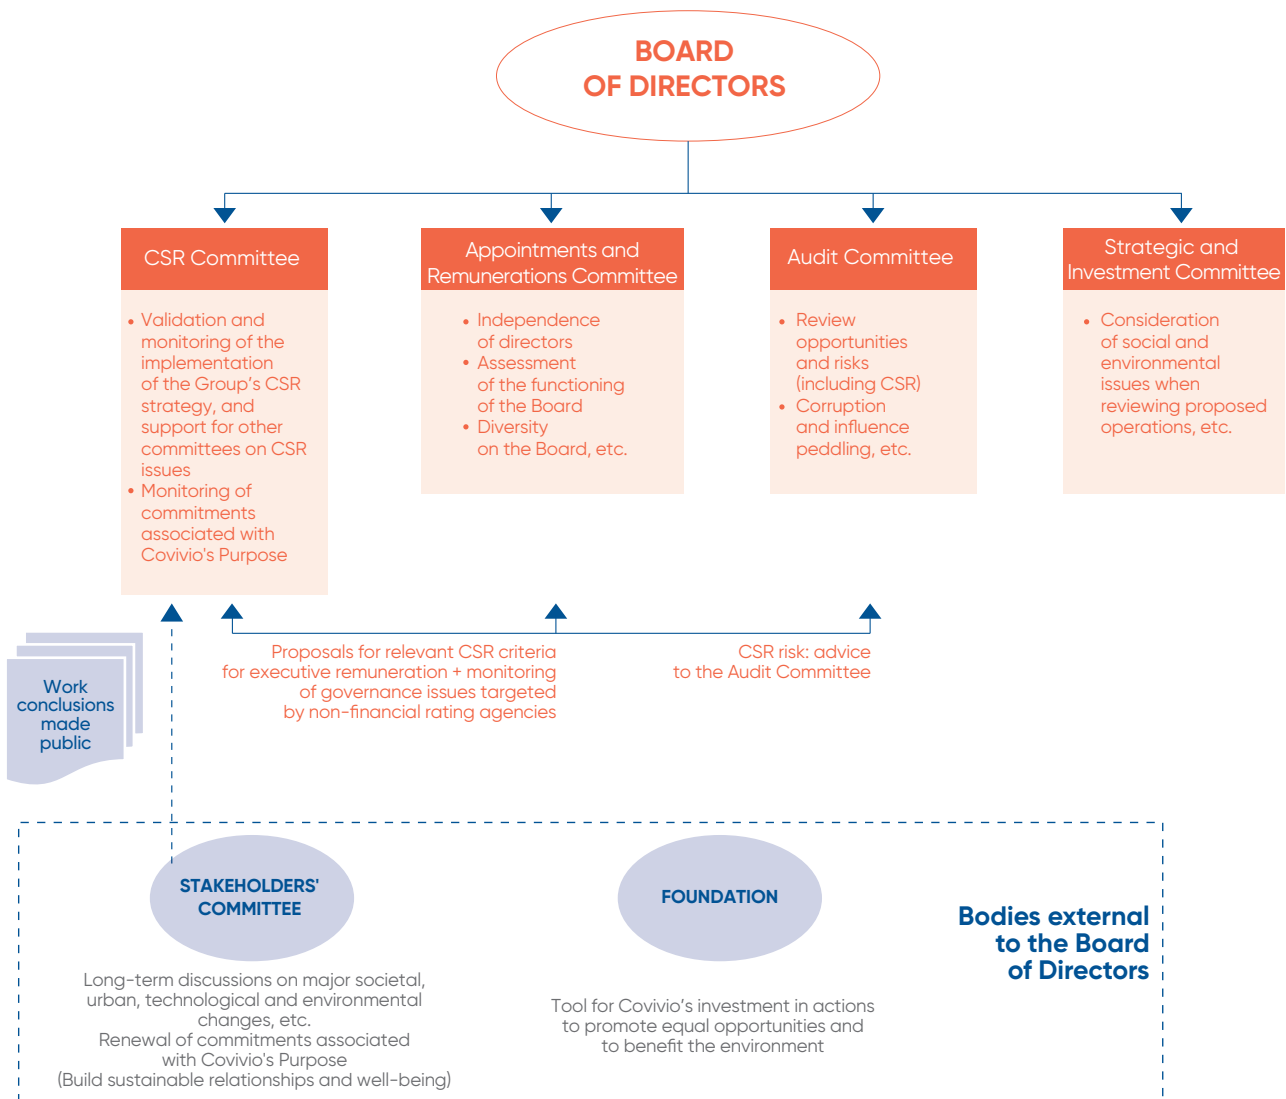 BOARD
OF DIRECTORS
CSR Committee
• Validation and
monitoring of the
implementation
of the Group's CSR
strategy, and
support for other
committees on CSR
issues
• Monitoring of
commitments
associated with
Covivio's Purpose
Appointments and
Remunerations Committee
• Independence
of directors
• Assessment
of the functioning
of the Board
• Diversity
on the Board, etc.
Audit Committee
• Review
opportunities
and risks
(including CSR)
• Corruption
and influence
peddling, etc.
Strategic and
Investment Committee
• Consideration
of social and
environmental
issues when
reviewing proposed
operations, etc.
Proposals for relevant CSR criteria
for executive remuneration + monitoring
of governance issues targeted
by non-financial rating agencies
CSR risk: advice
to the Audit Committee
Work
conclusions
made
public
STAKEHOLDERS'
COMMITTEE
Long-term discussions on major societal,
urban, technological and environmental
changes, etc.
Renewal of commitments associated
with Covivio's Purpose
(Build sustainable relationships and well-being)
FOUNDATION
Tool for Covivio’s investment in actions
to promote equal opportunities and
to benefit the environment
Bodies external
to the Board
of Directors